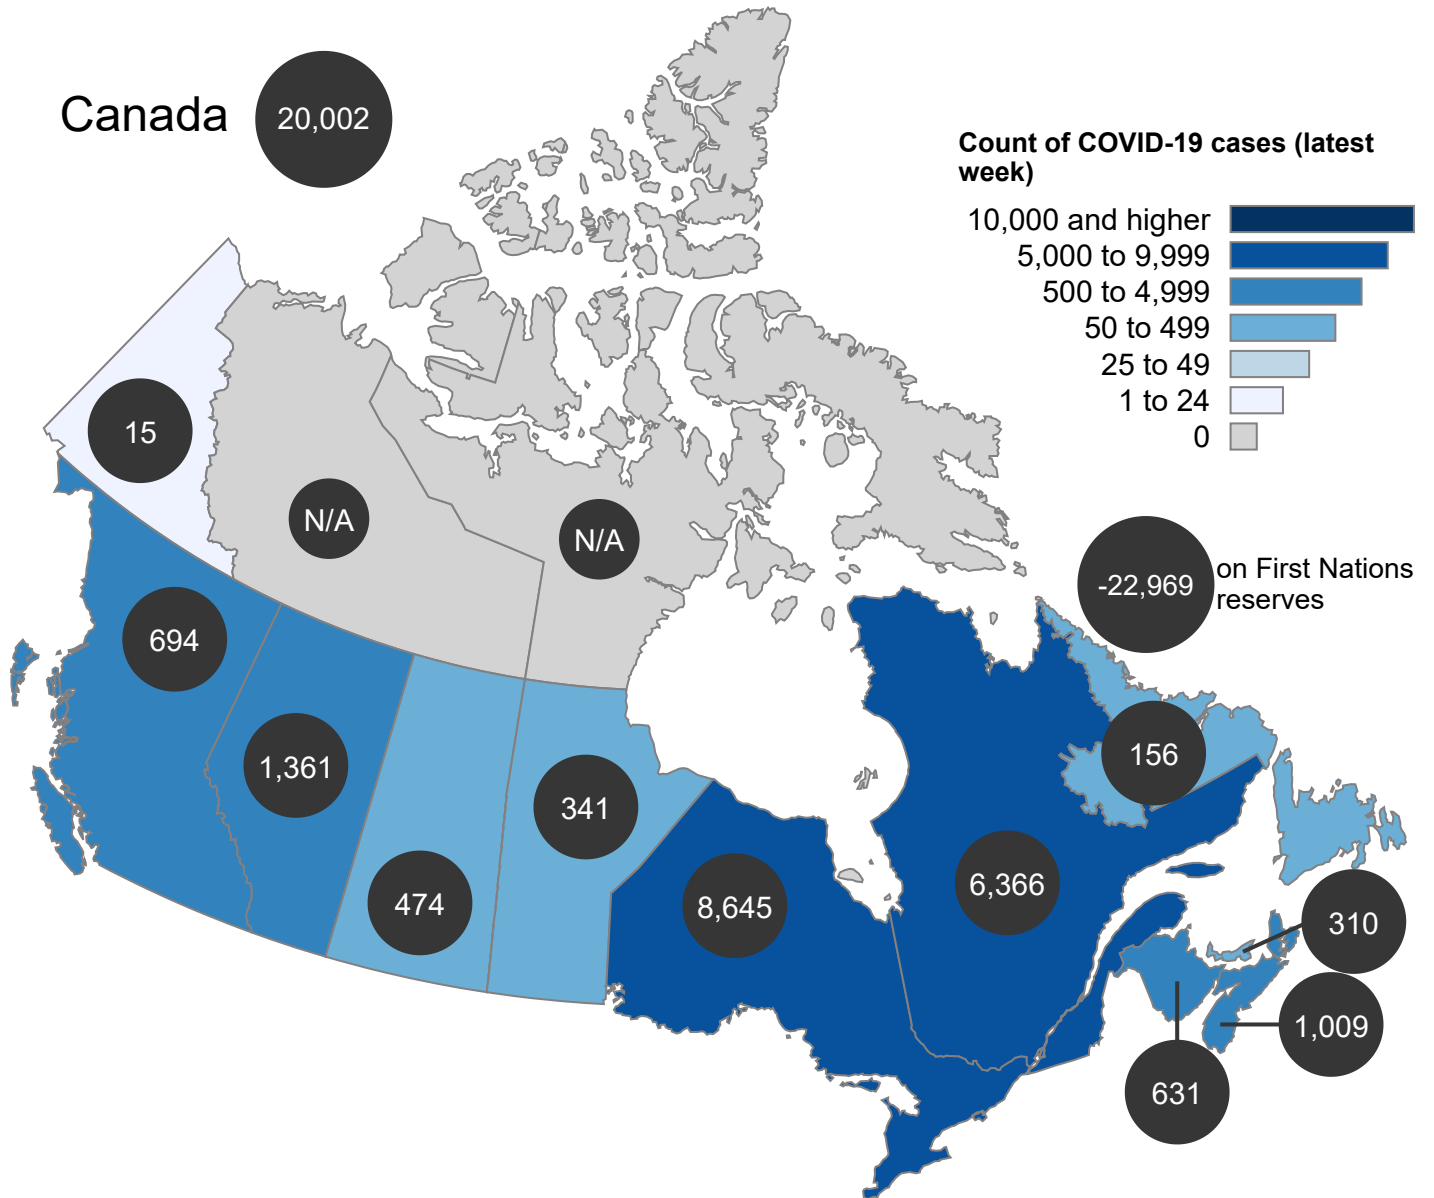 Canada
20,002
Count of COVID-19 cases (latest
week)
10,000 and higher
5,000 to 9,999
500 to 4,999
50 to 499
25 to 49
1 to 24
0
15
N/A
N/A
-22,969
on First Nations
reserves
694
1,361
474
341
8,645
6,366
156
310
1,009
631